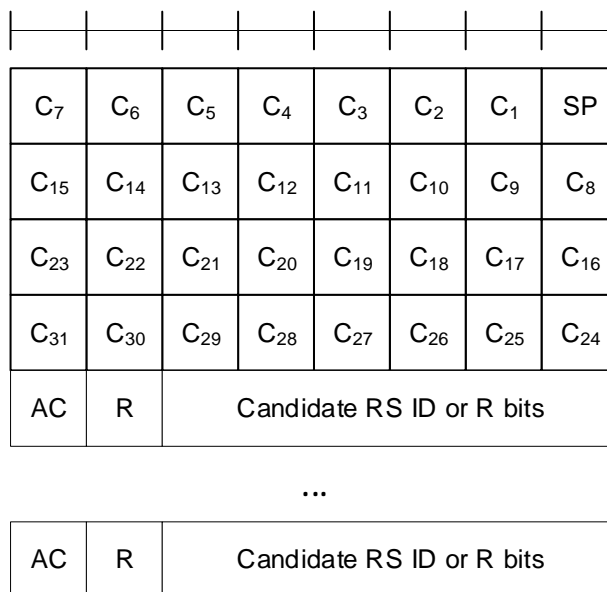 C₇ C₆ C₅ C₄ C₃ C₂ C₁ SP
C₁₅ C₁₄ C₁₃ C₁₂ C₁₁ C₁₀ C₉ C₈
C₂₃ C₂₂ C₂₁ C₂₀ C₁₉ C₁₈ C₁₇ C₁₆
C₃₁ C₃₀ C₂₉ C₂₈ C₂₇ C₂₆ C₂₅ C₂₄
AC R Candidate RS ID or R bits
...
AC R Candidate RS ID or R bits